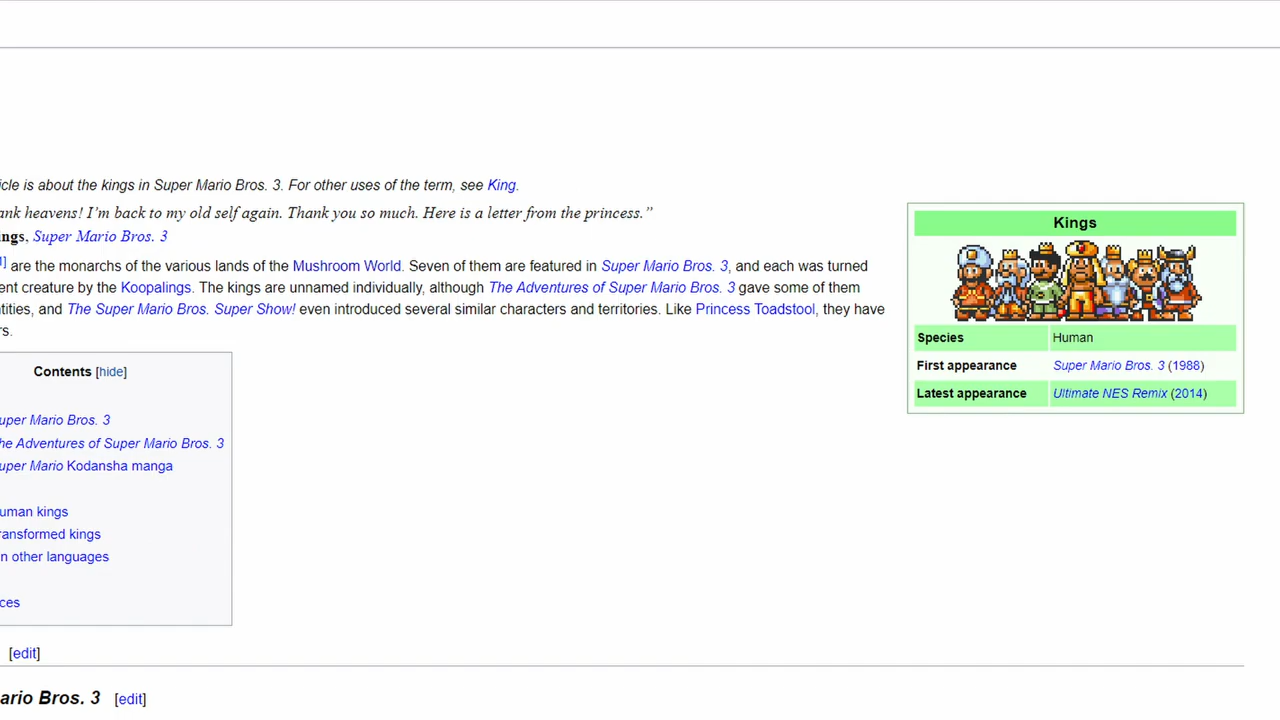 icle is about the kings in Super Mario Bros. 3. For other uses of the term, see King.
ank heavens! I'm back to my old self again. Thank you so much. Here is a letter from the princess.”
ings, Super Mario Bros. 3
] are the monarchs of the various lands of the Mushroom World. Seven of them are featured in Super Mario Bros. 3, and each was turned
ent creature by the Koopalings. The kings are unnamed individually, although The Adventures of Super Mario Bros. 3 gave some of them
ntities, and The Super Mario Bros. Super Show! even introduced several similar characters and territories. Like Princess Toadstool, they have
rs.
Kings
Species Human
First appearance Super Mario Bros. 3 (1988)
Latest appearance Ultimate NES Remix (2014)
Contents [hide]
uper Mario Bros. 3
he Adventures of Super Mario Bros. 3
uper Mario Kodansha manga
uman kings
ransformed kings
n other languages
ces
[edit]
ario Bros. 3 [edit]